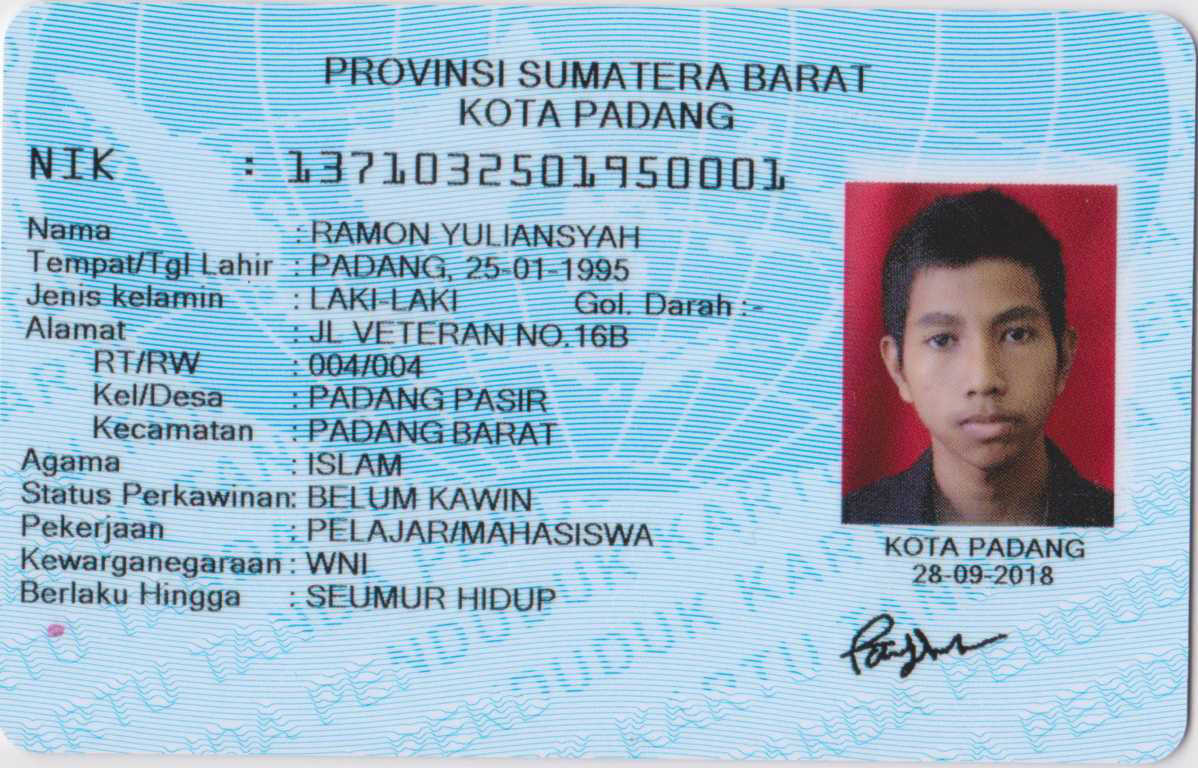 PROVINSI SUMATERA BARAT
KOTA PADANG
NIK : 1371032501950001
Nama : RAMON YULIANSYAH
Tempat/Tgl Lahir : PADANG, 25-01-1995
Jenis kelamin : LAKI-LAKI Gol. Darah :-
Alamat : JL VETERAN NO.16B
RT/RW : 004/004
Kel/Desa : PADANG PASIR
Kecamatan : PADANG BARAT
Agama : ISLAM
Status Perkawinan: BELUM KAWIN
Pekerjaan : PELAJAR/MAHASISWA
Kewarganegaraan : WNI
Berlaku Hingga : SEUMUR HIDUP
KOTA PADANG
28-09-2018